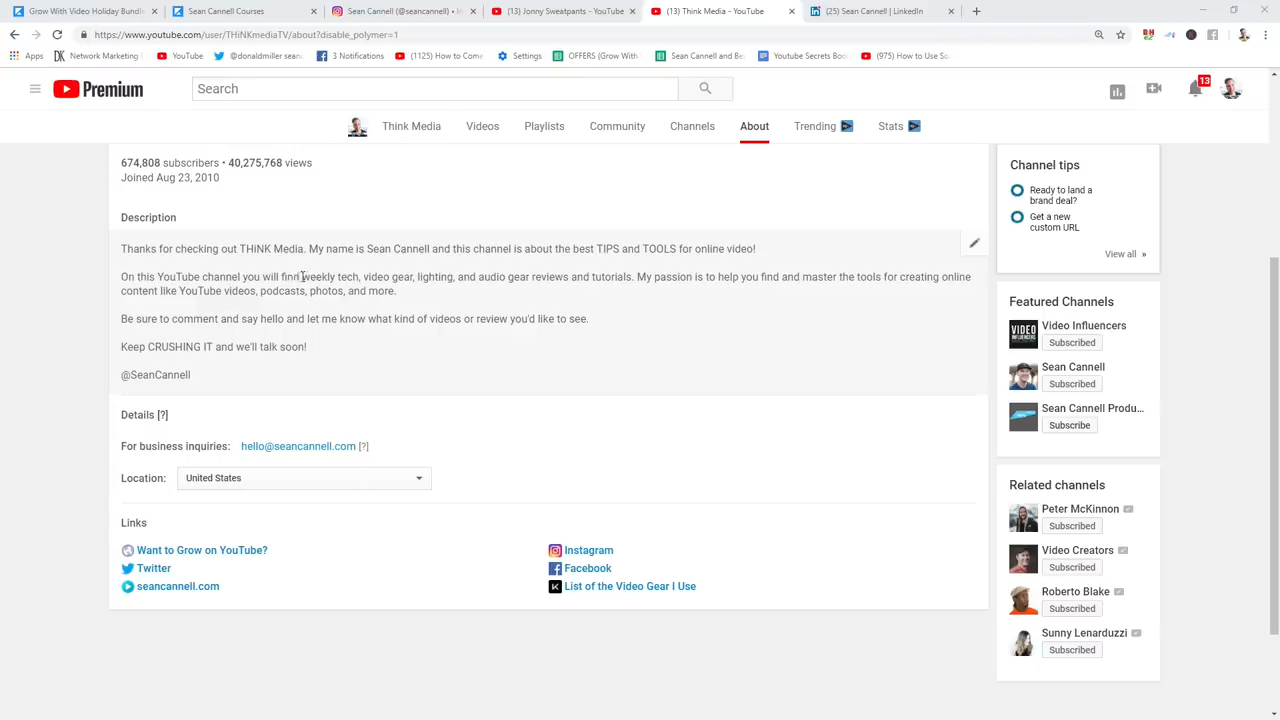 Grow With Video Holiday Bundl
Sean Cannell Courses
Sean Cannell (@seancannell) •
(13) Jonny Sweatpants - YouTube
(13) Think Media - YouTube
(25) Sean Cannell | LinkedIn
https://www.youtube.com/user/THiNKmediaTV/about?disable_polymer=1
Apps
Network Marketing
YouTube
@donaldmiller sean
3 Notifications
(1125) How to Come
Settings
OFFERS (Grow With
Sean Cannell and Be
Youtube Secrets Boo
(975) How to Use So
Premium
Search
13
Think Media
Videos
Playlists
Community
Channels
About
Trending
Stats
674,808 subscribers • 40,275,768 views
Joined Aug 23, 2010
Description
Thanks for checking out THiNK Media. My name is Sean Cannell and this channel is about the best TIPS and TOOLS for online video!
On this YouTube channel you will find weekly tech, video gear, lighting, and audio gear reviews and tutorials. My passion is to help you find and master the tools for creating online
content like YouTube videos, podcasts, photos, and more.
Be sure to comment and say hello and let me know what kind of videos or review you'd like to see.
Keep CRUSHING IT and we'll talk soon!
@SeanCannell
Details [?]
For business inquiries: hello@seancannell.com [?]
Location: United States
Links
Want to Grow on YouTube?
Twitter
seancannell.com
Instagram
Facebook
List of the Video Gear I Use
Channel tips
Ready to land a
brand deal?
Get a new
custom URL
View all »
Featured Channels
VIDEO
INFLUENCERS
Video Influencers
Subscribed
Sean Cannell
Subscribed
Sean Cannell Produ...
Subscribe
Related channels
Peter McKinnon
Subscribed
Video Creators
Subscribed
Roberto Blake
Subscribed
Sunny Lenarduzzi
Subscribed